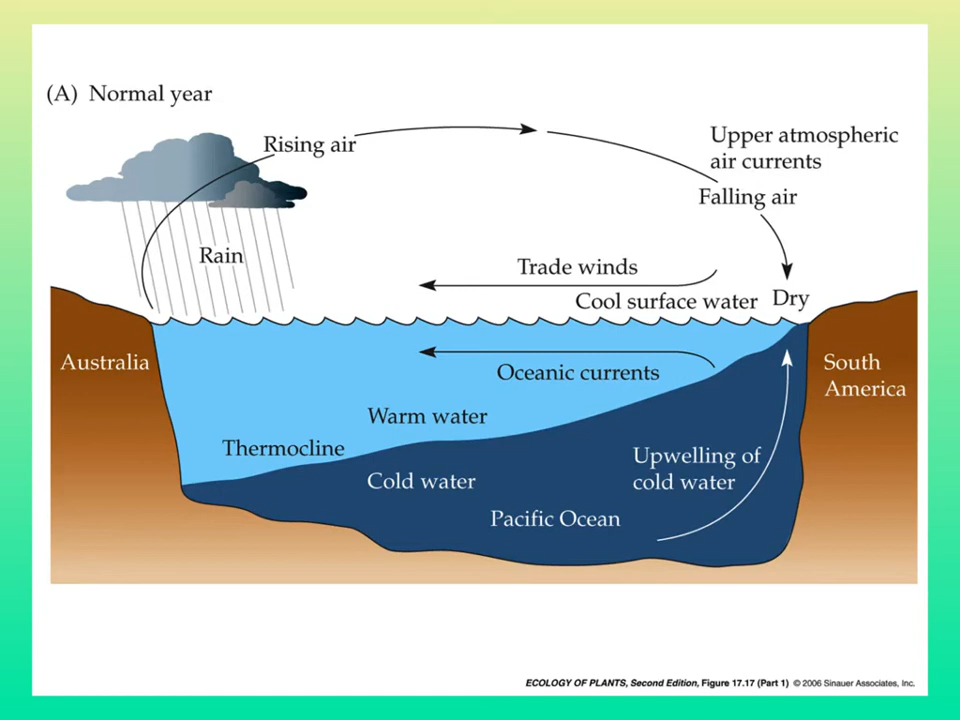 (A) Normal year
Rising air
Upper atmospheric
air currents
Falling air
Rain
Trade winds
Cool surface water
Dry
Australia
Oceanic currents
South
America
Warm water
Thermocline
Cold water
Upwelling of
cold water
Pacific Ocean
ECOLOGY OF PLANTS, Second Edition, Figure 17.17 (Part 1) © 2006 Sinauer Associates, Inc.